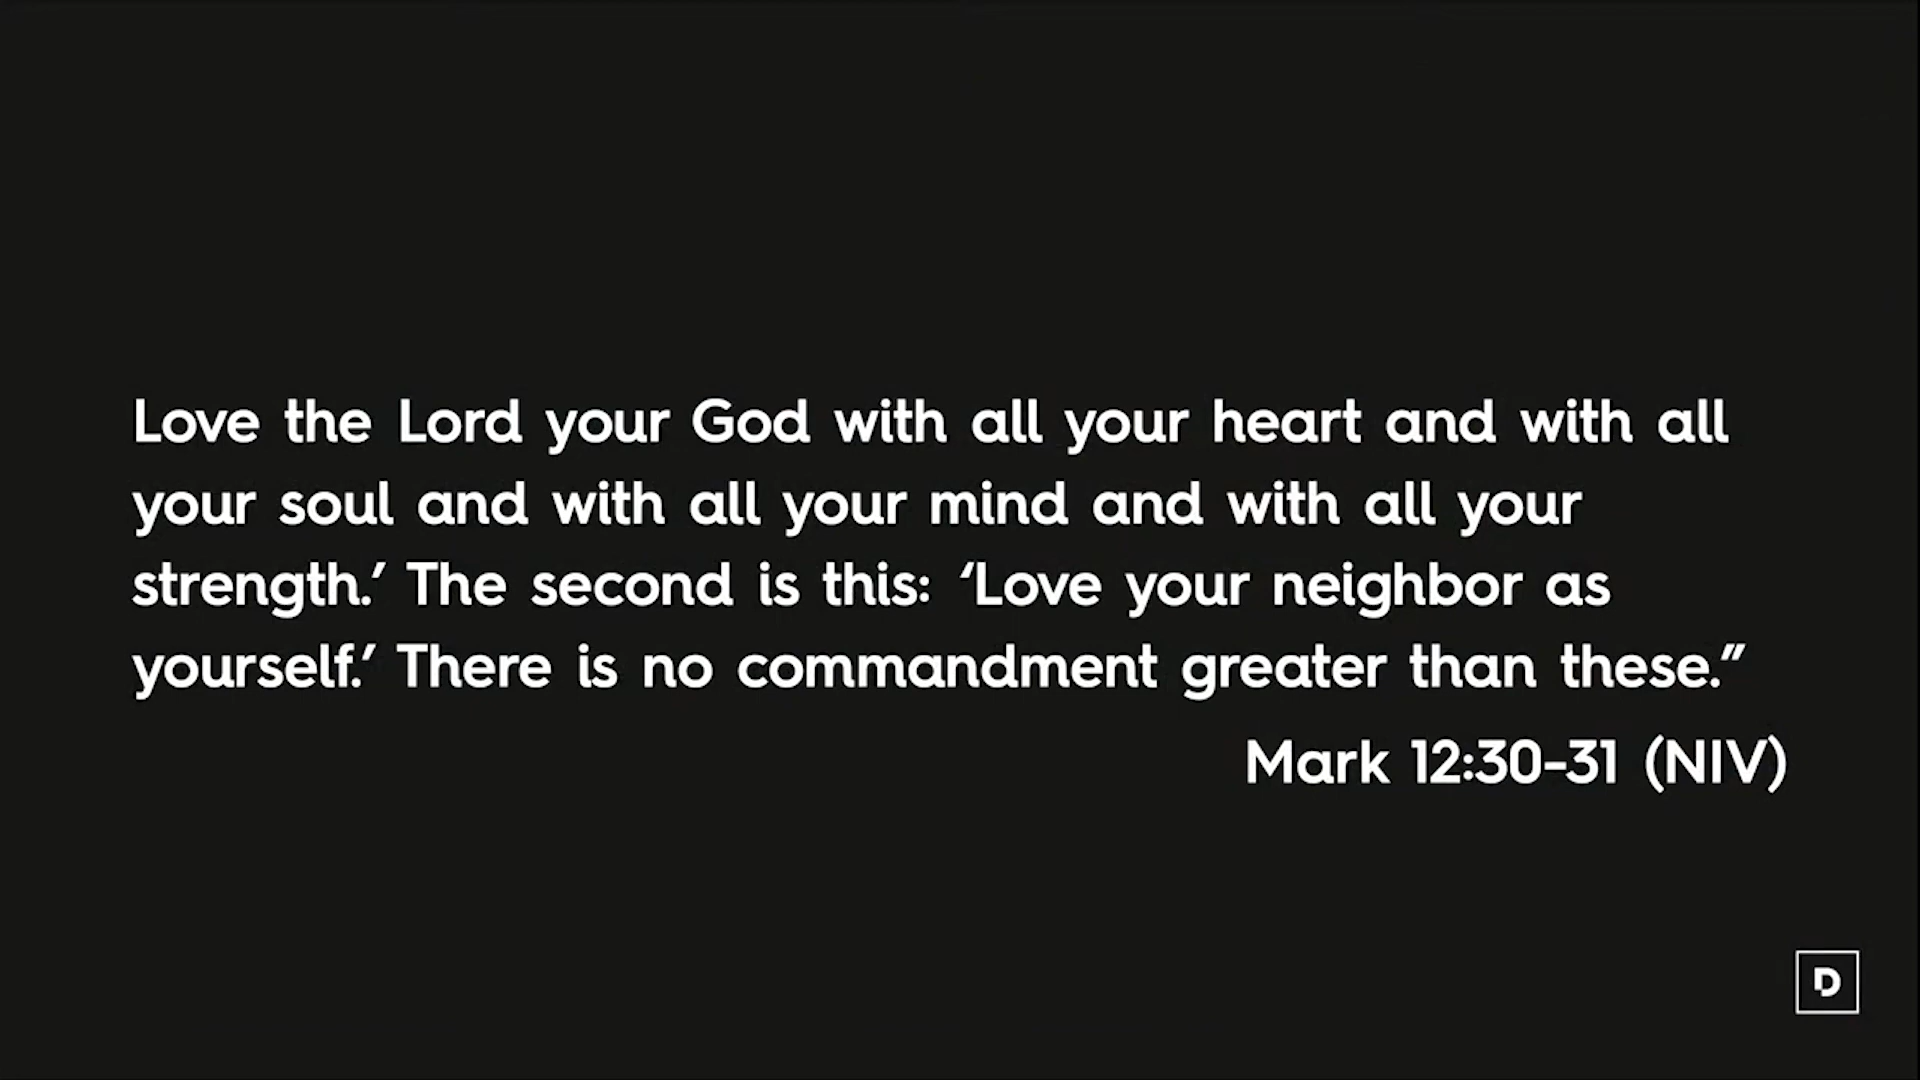 Love the Lord your God with all your heart and with all
your soul and with all your mind and with all your
strength.’ The second is this: ‘Love your neighbor as
yourself.’ There is no commandment greater than these.”
Mark 12:30-31 (NIV)
D